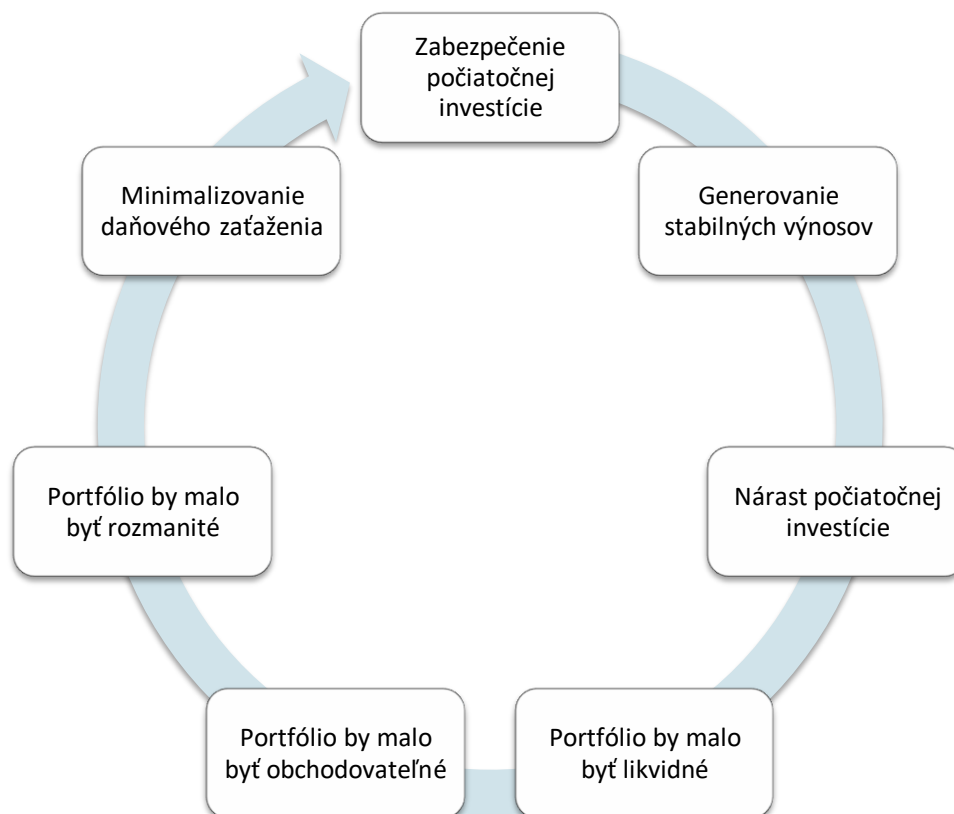 Zabezpečenie
počiatočnej
investície
Generovanie
stabilných výnosov
Nárast počiatočnej
investície
Portfólio by malo
byť likvidné
Portfólio by malo
byť obchodovateľné
Portfólio by malo
byť rozmanité
Minimalizovanie
daňového zaťaženia